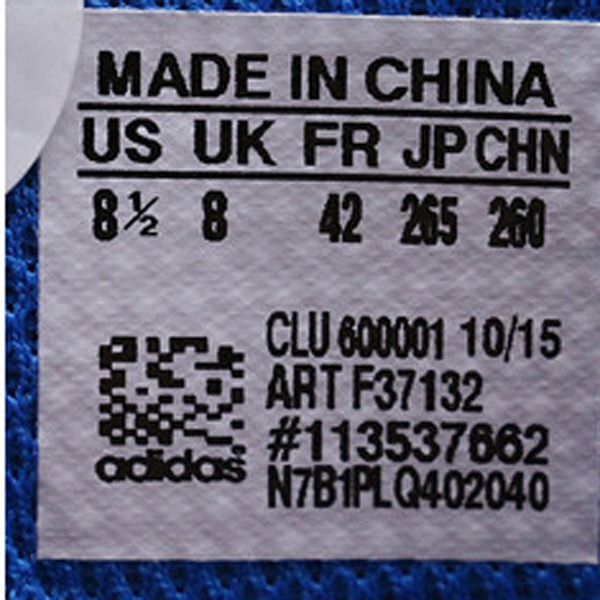 MADE IN CHINA
US UK FR JP CHN
8½ 8 42 265 260
CLU 600001 10/15
ART F37132
#113537662
adidas
N7B1PLQ402040